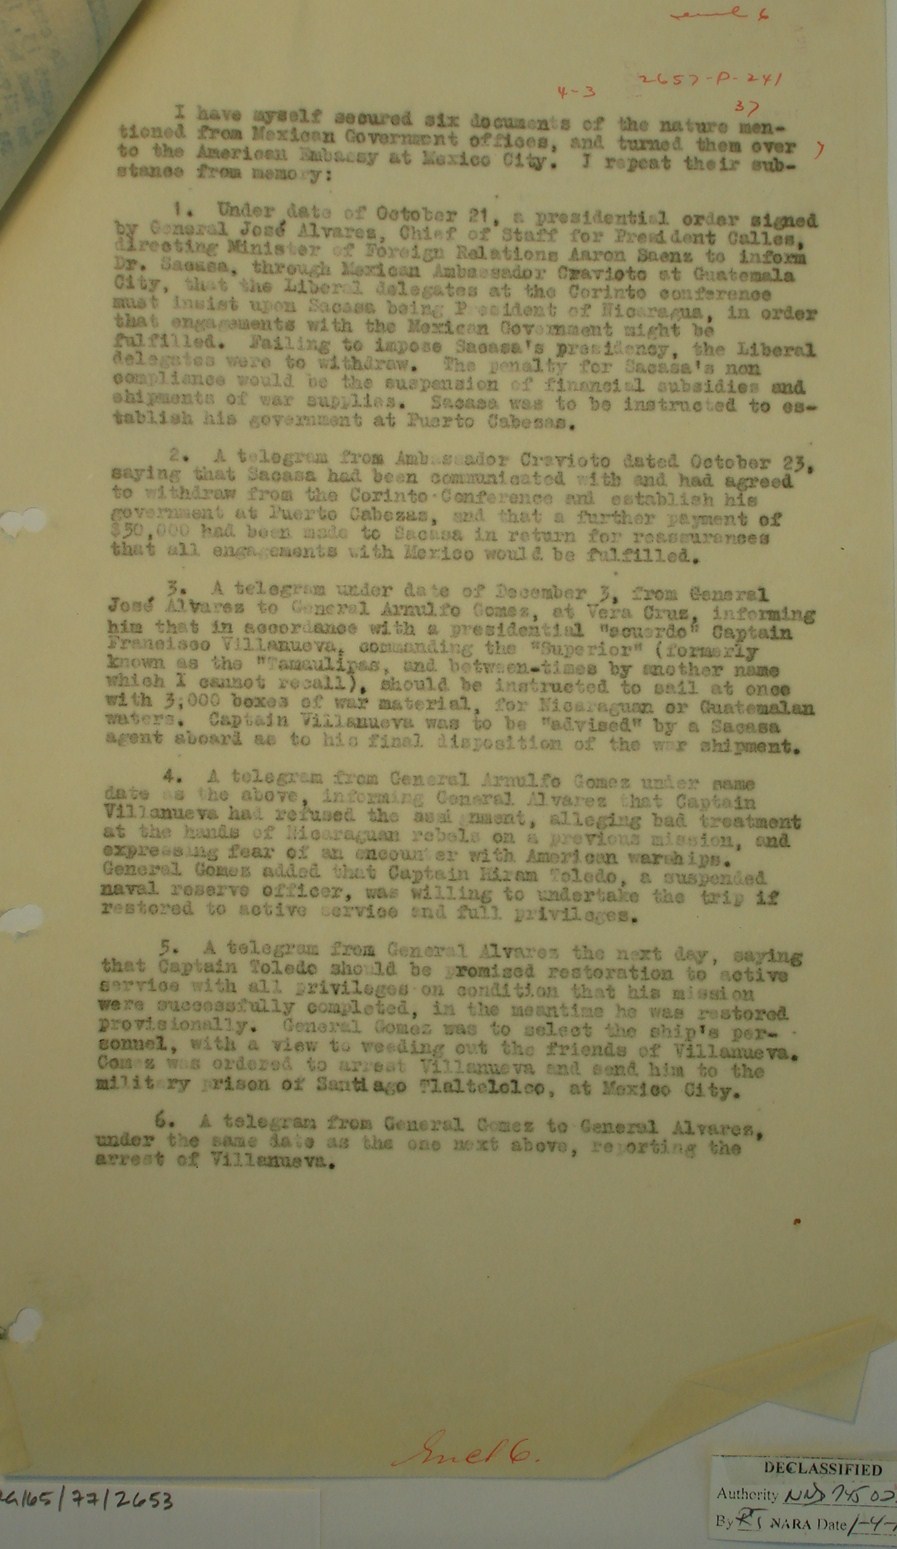 encl 6
4-3 2657-P-241
37
I have myself secured six documents of the nature men-
tioned from Mexican Government offices, and turned them over
to the American Embassy at Mexico City. I repeat their sub-
stance from memory:
1. Under date of October 21, a presidential order signed
by General José Alvares, Chief of Staff for President Calles,
directing Minister of Foreign Relations Aaron Saenz to inform
Dr. Sacasa, through Mexican Ambassador Cravioto at Guatemala
City, that the Liberal delegates at the Corinto conference
must insist upon Sacasa being President of Nicaragua, in order
that engagements with the Mexican Government might be
fulfilled. Failing to impose Sacasa's presidency, the Liberal
delegates were to withdraw. The penalty for Sacasa's non
compliance would be the suspension of financial subsidies and
shipments of war supplies. Sacasa was to be instructed to es-
tablish his government at Puerto Cabesas.
2. A telegram from Ambassador Cravioto dated October 23,
saying that Sacasa had been communicated with and had agreed
to withdraw from the Corinto Conference and establish his
government at Puerto Cabezas, and that a further payment of
$50,000 had been made to Sacasa in return for reassurances
that all engagements with Mexico would be fulfilled.
3. A telegram under date of December 3, from General
José Alvarez to General Arnulfo Gomez, at Vera Cruz, informing
him that in accordance with a presidential "acuerdo" Captain
Francisco Villanueva, commanding the "Superior" (formerly
known as the "Tamaulipas, and between-times by another name
which I cannot recall), should be instructed to sail at once
with 3,000 boxes of war material, for Nicaraguan or Guatemalan
waters. Captain Villanueva was to be "advised" by a Sacasa
agent aboard as to his final disposition of the war shipment.
4. A telegram from General Arnulfo Gomez under same
date as the above, informing General Alvarez that Captain
Villanueva had refused the assignment, alleging bad treatment
at the hands of Nicaraguan rebels on a previous mission, and
expressing fear of an encounter with American warships.
General Gomez added that Captain Hiram Toledo, a suspended
naval reserve officer, was willing to undertake the trip if
restored to active service and full privileges.
5. A telegram from General Alvarez the next day, saying
that Captain Toledo should be promised restoration to active
service with all privileges on condition that his mission
were successfully completed, in the meantime he was restored
provisionally. General Gomez was to select the ship's per-
sonnel, with a view to weeding out the friends of Villanueva.
Gomez was ordered to arrest Villanueva and send him to the
military prison of Santiago Tlaltelolco, at Mexico City.
6. A telegram from General Gomez to General Alvarez,
under the same date as the one next above, reporting the
arrest of Villanueva.
Encl 6.
DECLASSIFIED
Authority NND 745
By RJ NARA Date 1-4-
165/77/2653